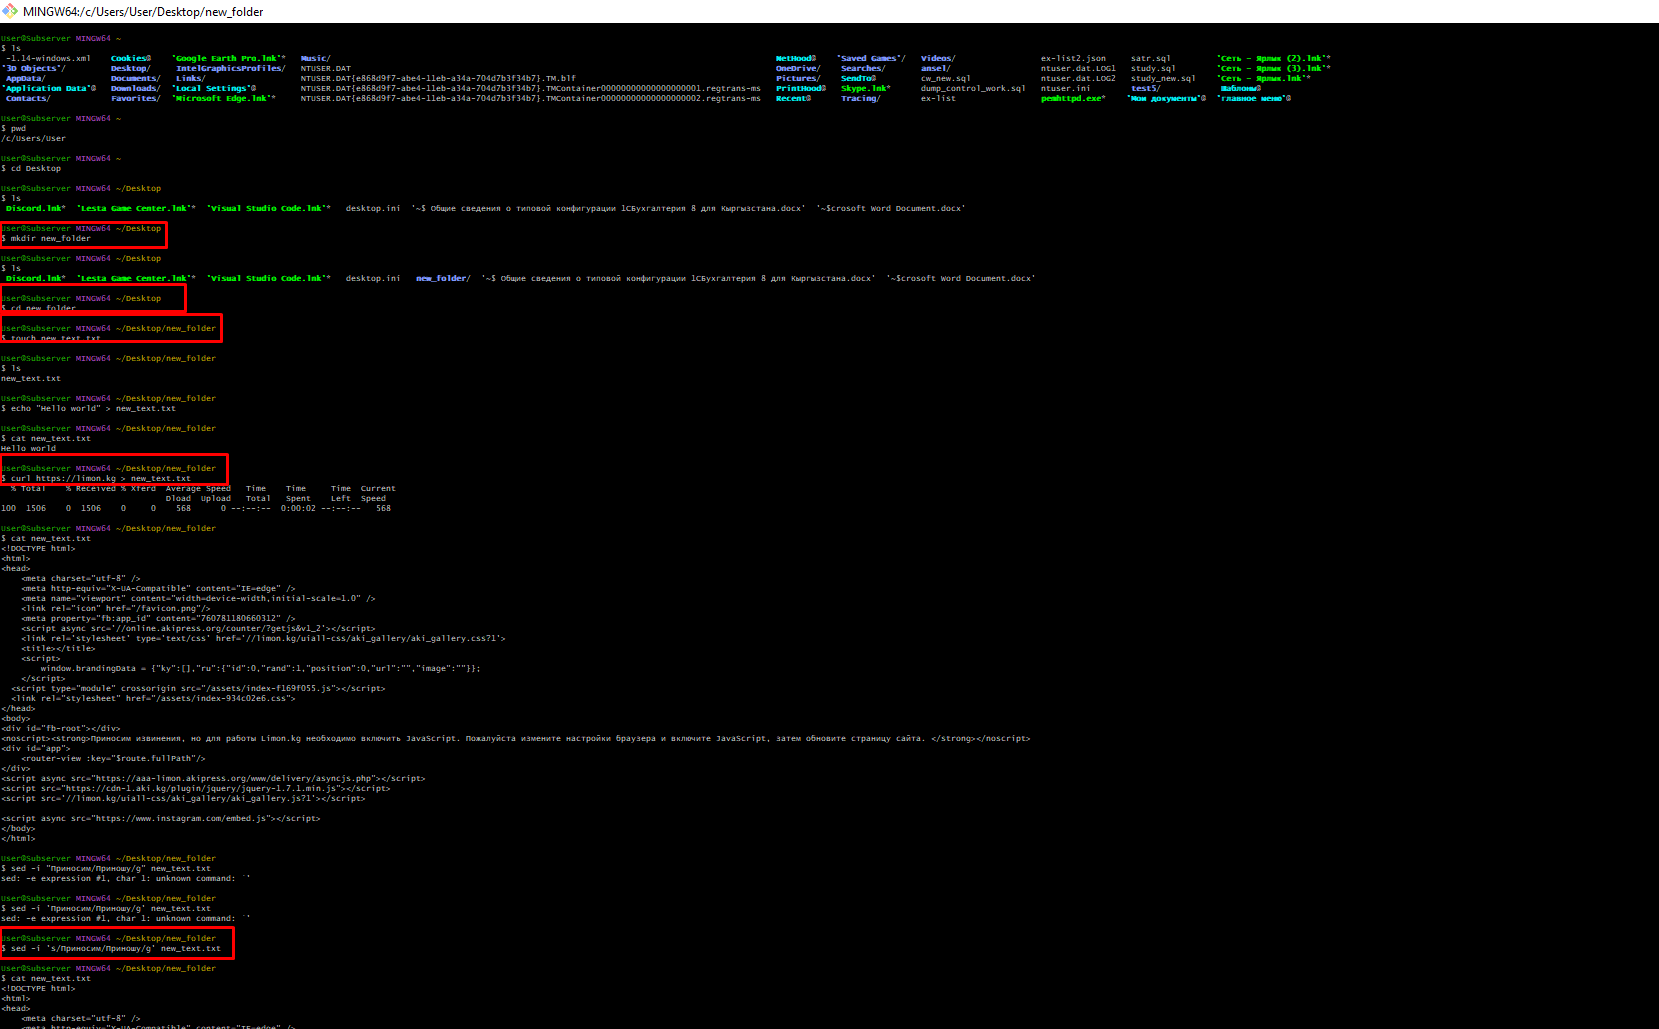 MINGW64:/c/Users/User/Desktop/new_folder
User@Subserver MINGW64 ~
$ ls
-1.14-windows.xml Cookies@ 'Google Earth Pro.lnk'* Music/ NetHood@ 'Saved Games'/ Videos/ ex-list2.json satr.sql 'Сеть - Ярлык (2).lnk'*
'3D Objects'/ Desktop/ IntelGraphicsProfiles/ NTUSER.DAT OneDrive/ Searches/ ansel/ ntuser.dat.LOG1 study.sql 'Сеть - Ярлык (3).lnk'*
AppData/ Documents/ Links/ NTUSER.DAT{e868d9f7-abe4-11eb-a34a-704d7b3f34b7}.TM.blf Pictures/ SendTo@ cw_new.sql ntuser.dat.LOG2 study_new.sql 'Сеть - Ярлык.lnk'*
'Application Data'@ Downloads/ 'Local Settings'@ NTUSER.DAT{e868d9f7-abe4-11eb-a34a-704d7b3f34b7}.TMContainer00000000000000000001.regtrans-ms PrintHood@ Skype.lnk* dump_control_work.sql ntuser.ini test5/ Шаблоны@
Contacts/ Favorites/ 'Microsoft Edge.lnk'* NTUSER.DAT{e868d9f7-abe4-11eb-a34a-704d7b3f34b7}.TMContainer00000000000000000002.regtrans-ms Recent@ Tracing/ ex-list pemhttpd.exe* 'Мои документы'@ 'главное меню'@
User@Subserver MINGW64 ~
$ pwd
/c/Users/User
User@Subserver MINGW64 ~
$ cd Desktop
User@Subserver MINGW64 ~/Desktop
$ ls
Discord.lnk* 'Lesta Game Center.lnk'* 'Visual Studio Code.lnk'* desktop.ini '~$ Общие сведения о типовой конфигурации 1СБухгалтерия 8 для Кыргызстана.docx' '~$crosoft Word Document.docx'
User@Subserver MINGW64 ~/Desktop
$ mkdir new_folder
User@Subserver MINGW64 ~/Desktop
$ ls
Discord.lnk* 'Lesta Game Center.lnk'* 'Visual Studio Code.lnk'* desktop.ini new_folder/ '~$ Общие сведения о типовой конфигурации 1СБухгалтерия 8 для Кыргызстана.docx' '~$crosoft Word Document.docx'
User@Subserver MINGW64 ~/Desktop
$ cd new_folder
User@Subserver MINGW64 ~/Desktop/new_folder
$ touch new_text.txt
User@Subserver MINGW64 ~/Desktop/new_folder
$ ls
new_text.txt
User@Subserver MINGW64 ~/Desktop/new_folder
$ echo "Hello world" > new_text.txt
User@Subserver MINGW64 ~/Desktop/new_folder
$ cat new_text.txt
Hello world
User@Subserver MINGW64 ~/Desktop/new_folder
$ curl https://limon.kg > new_text.txt
% Total % Received % Xferd Average Speed Time Time Time Current
Dload Upload Total Spent Left Speed
100 1506 0 1506 0 0 568 0 --:--:-- 0:00:02 --:--:-- 568
User@Subserver MINGW64 ~/Desktop/new_folder
$ cat new_text.txt
<!DOCTYPE html>
<html>
<head>
<meta charset="utf-8" />
<meta http-equiv="X-UA-Compatible" content="IE=edge" />
<meta name="viewport" content="width=device-width,initial-scale=1.0" />
<link rel="icon" href="/favicon.png"/>
<meta property="fb:app_id" content="760781180660312" />
<script async src='//online.akipress.org/counter/?getjs&v1_2'></script>
<link rel='stylesheet' type='text/css' href='//limon.kg/uiall-css/aki_gallery/aki_gallery.css?1'>
<title></title>
<script>
window.brandingData = {"ky":[],"ru":{"id":0,"rand":1,"position":0,"url":"","image":""}};
</script>
<script type="module" crossorigin src="/assets/index-f169f055.js"></script>
<link rel="stylesheet" href="/assets/index-934c02e6.css">
</head>
<body>
<div id="fb-root"></div>
<noscript><strong>Приносим извинения, но для работы Limon.kg необходимо включить JavaScript. Пожалуйста измените настройки браузера и включите JavaScript, затем обновите страницу сайта. </strong></noscript>
<div id="app">
<router-view :key="$route.fullPath"/>
</div>
<script async src="https://aaa-limon.akipress.org/www/delivery/asyncjs.php"></script>
<script src="https://cdn-1.aki.kg/plugin/jquery/jquery-1.7.1.min.js"></script>
<script src='//limon.kg/uiall-css/aki_gallery/aki_gallery.js?1'></script>
<script async src="https://www.instagram.com/embed.js"></script>
</body>
</html>
User@Subserver MINGW64 ~/Desktop/new_folder
$ sed -i "Приносим/Приношу/g" new_text.txt
sed: -e expression #1, char 1: unknown command: `'
User@Subserver MINGW64 ~/Desktop/new_folder
$ sed -i 'Приносим/Приношу/g' new_text.txt
sed: -e expression #1, char 1: unknown command: `'
User@Subserver MINGW64 ~/Desktop/new_folder
$ sed -i 's/Приносим/Приношу/g' new_text.txt
User@Subserver MINGW64 ~/Desktop/new_folder
$ cat new_text.txt
<!DOCTYPE html>
<html>
<head>
<meta charset="utf-8" />
<meta http-equiv="X-UA-Compatible" content="IE=edge" />